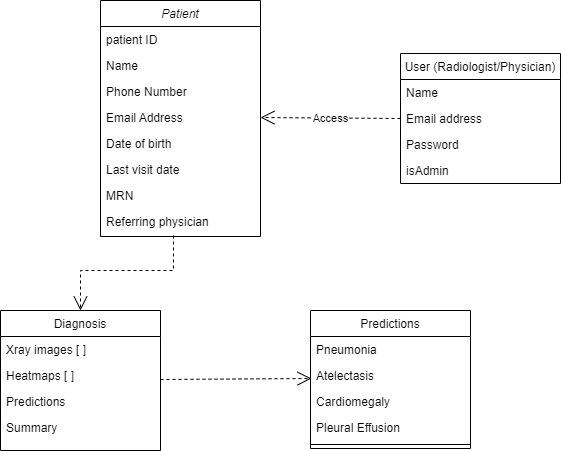 Patient
patient ID
Name
Phone Number
Email Address
Date of birth
Last visit date
MRN
Referring physician
User (Radiologist/Physician)
Name
Email address
Password
isAdmin
Access
Diagnosis
Xray images [ ]
Heatmaps [ ]
Predictions
Summary
Predictions
Pneumonia
Atelectasis
Cardiomegaly
Pleural Effusion